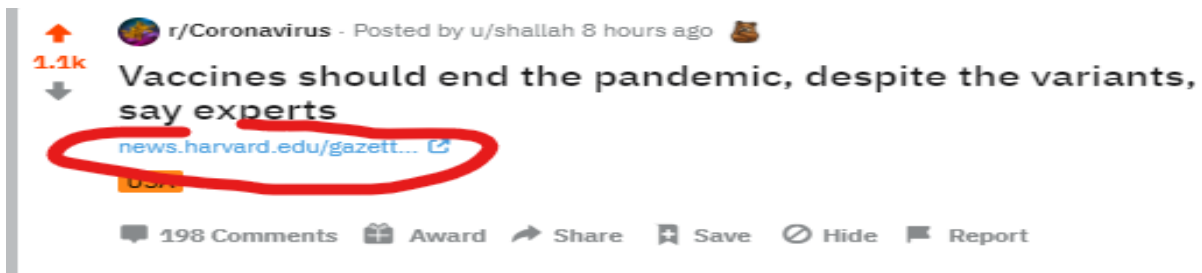 r/Coronavirus · Posted by u/shallah 8 hours ago
1.1k
Vaccines should end the pandemic, despite the variants,
say experts
news.harvard.edu/gazett...
USA
198 Comments Award Share Save Hide Report